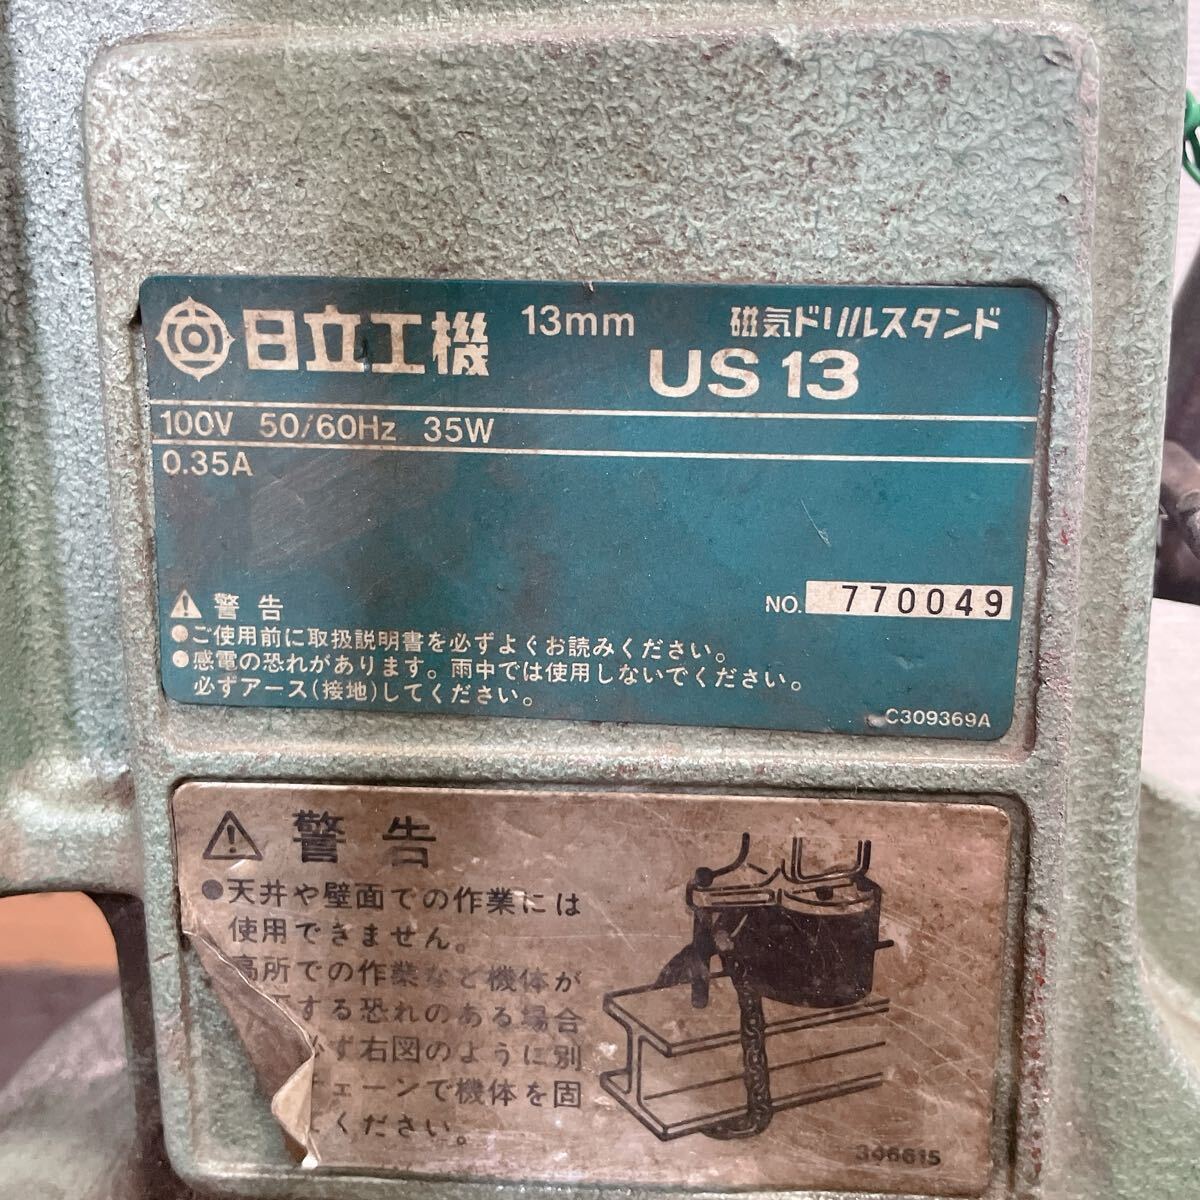 日立工機 13mm 磁気ドリルスタンド
US 13
100V 50/60Hz 35W
0.35A
警告
NO. 770049
●ご使用前に取扱説明書を必ずよくお読みください。
●感電の恐れがあります。雨中では使用しないでください。
必ずアース(接地)してください。
C309369A
警告
●天井や壁面での作業には
使用できません。
高所での作業など機体が
する恐れのある場合
必ず右図のように別
チェーンで機体を固
ください。
306615